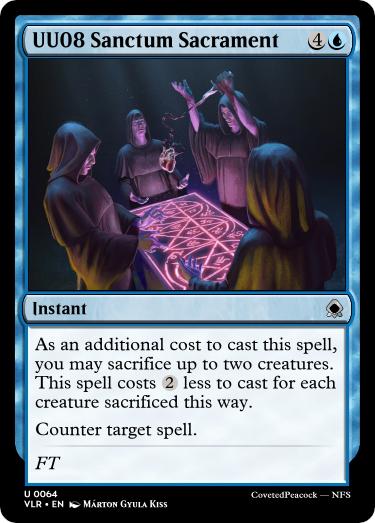 UU08 Sanctum Sacrament 4
Instant
As an additional cost to cast this spell,
you may sacrifice up to two creatures.
This spell costs 2 less to cast for each
creature sacrificed this way.
Counter target spell.
FT
U 0064
VLR • EN Márton Gyula Kiss
CovetedPeacock — NFS